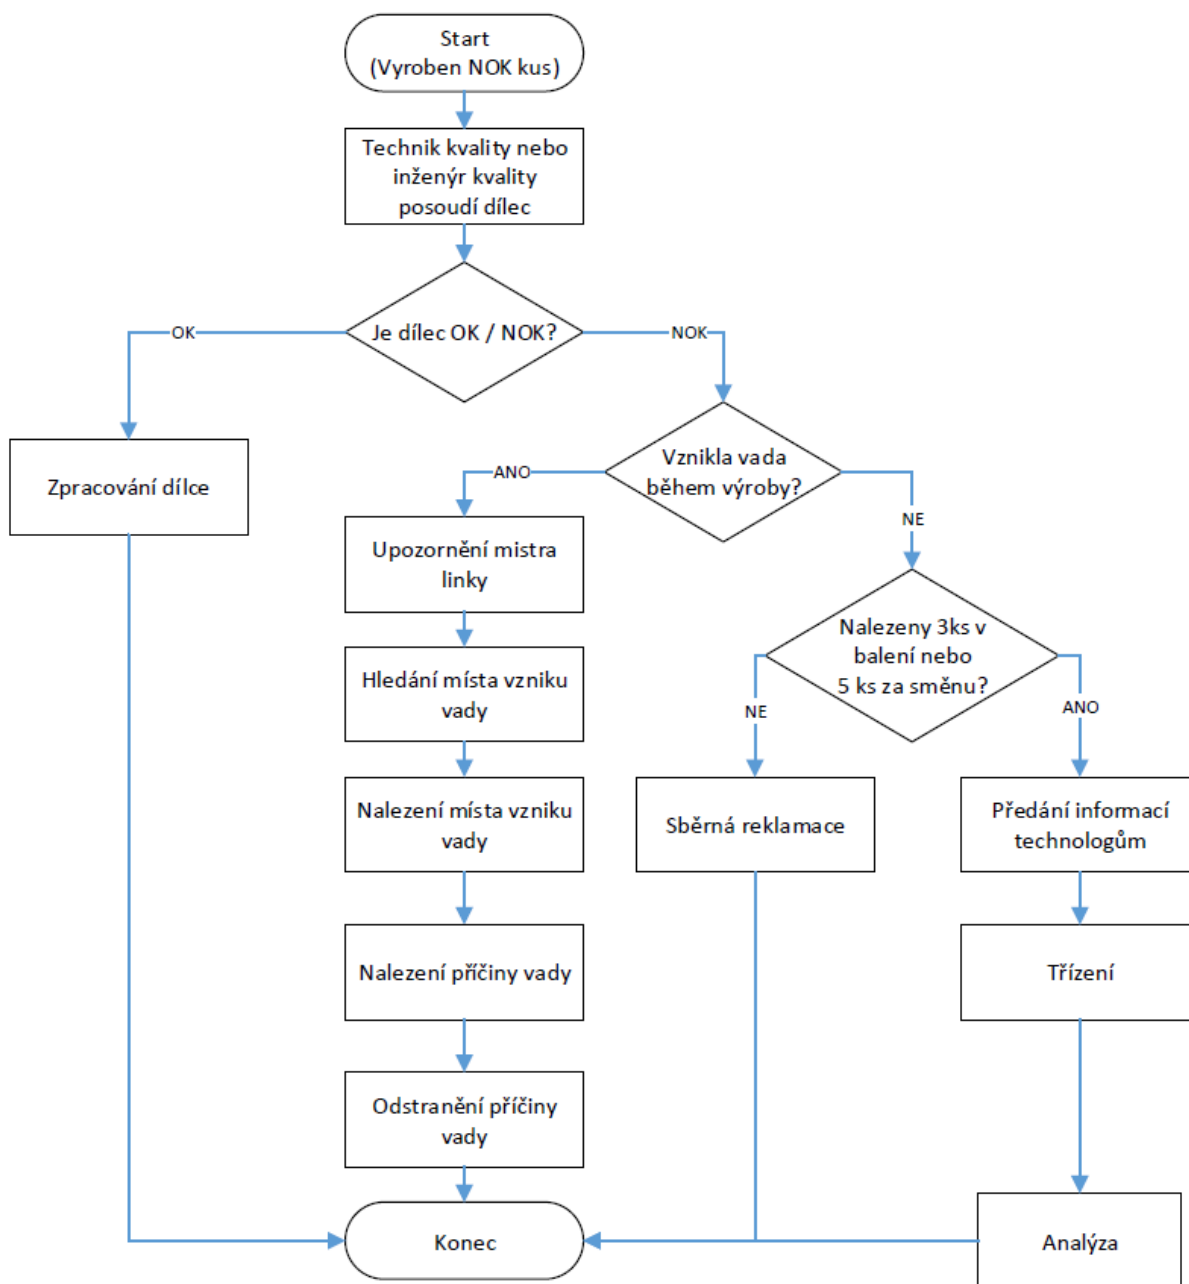 Start
(Vyroben NOK kus)
Technik kvality nebo
inženýr kvality
posoudí dílec
Je dílec OK / NOK?
OK
NOK
Zpracování dílce
Vznikla vada
během výroby?
ANO
NE
Upozornění mistra
linky
Hledání místa vzniku
vady
Nalezení místa vzniku
vady
Nalezení příčiny vady
Odstranění příčiny
vady
Nalezeny 3ks v
balení nebo
5 ks za směnu?
NE
ANO
Sběrná reklamace
Předání informací
technologům
Třízení
Analýza
Konec